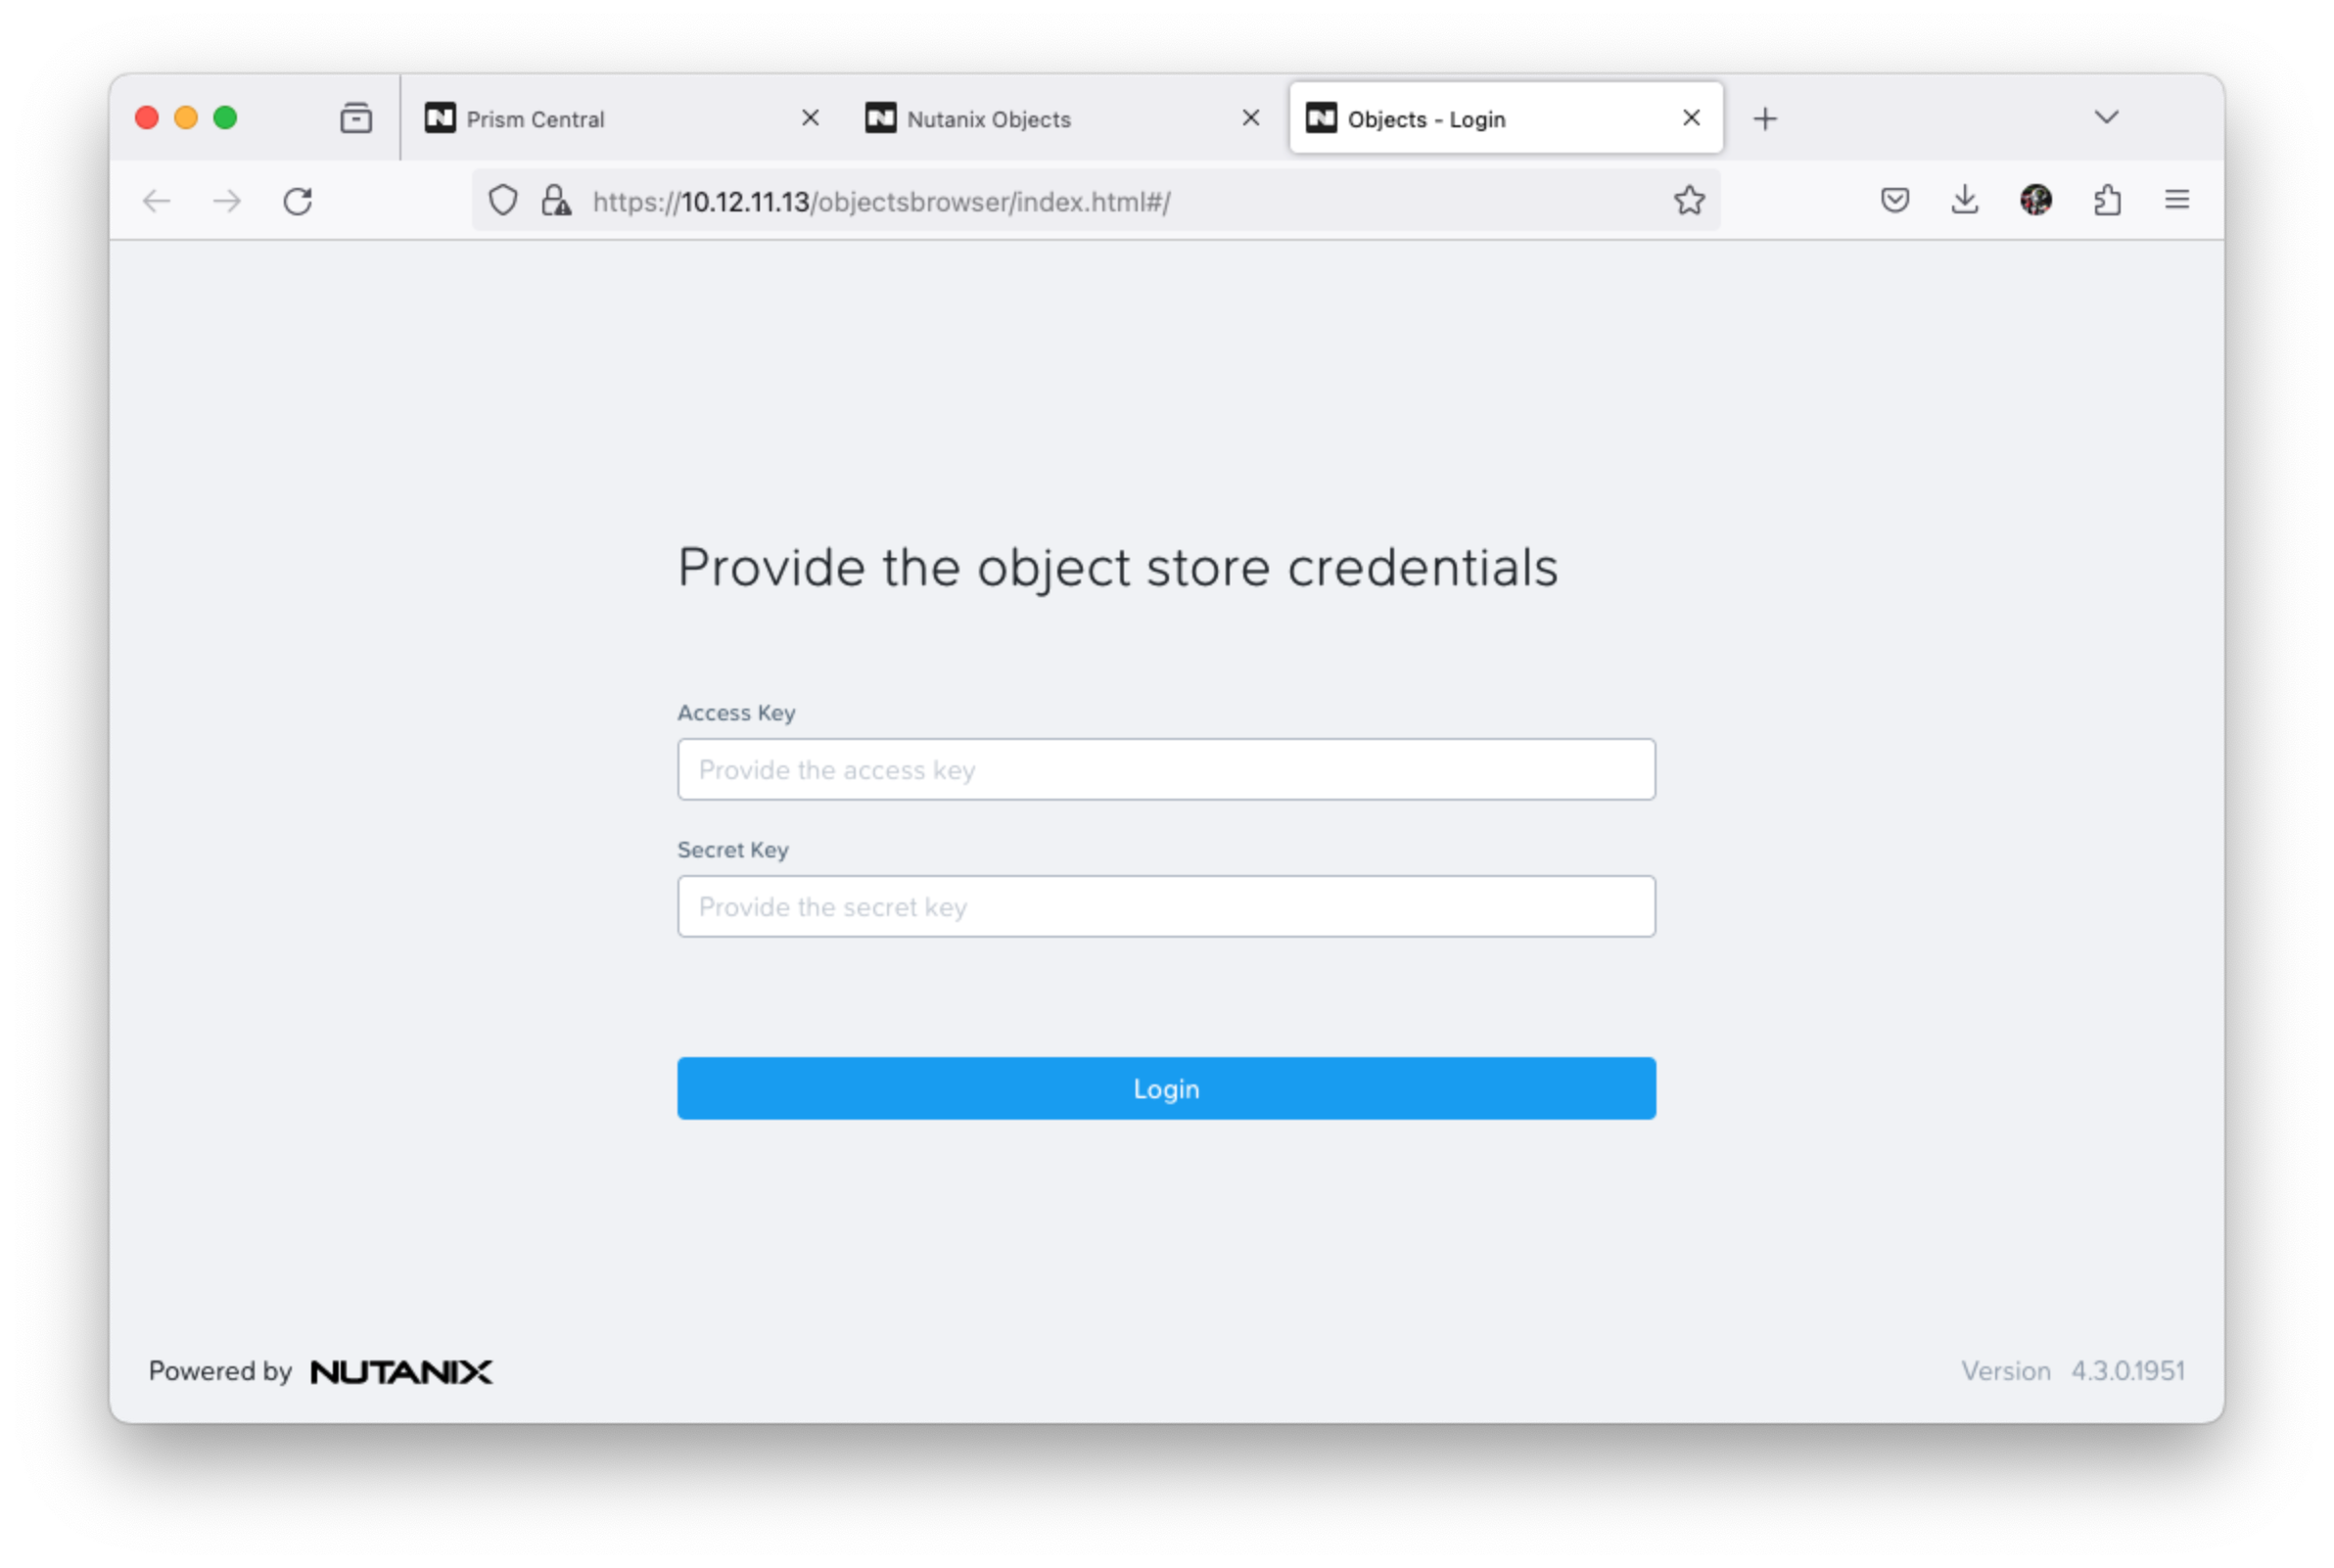 Prism Central
Nutanix Objects
Objects - Login
https://10.12.11.13/objectsbrowser/index.html#/
Provide the object store credentials
Access Key
Provide the access key
Secret Key
Provide the secret key
Login
Powered by NUTANIX
Version 4.3.0.1951